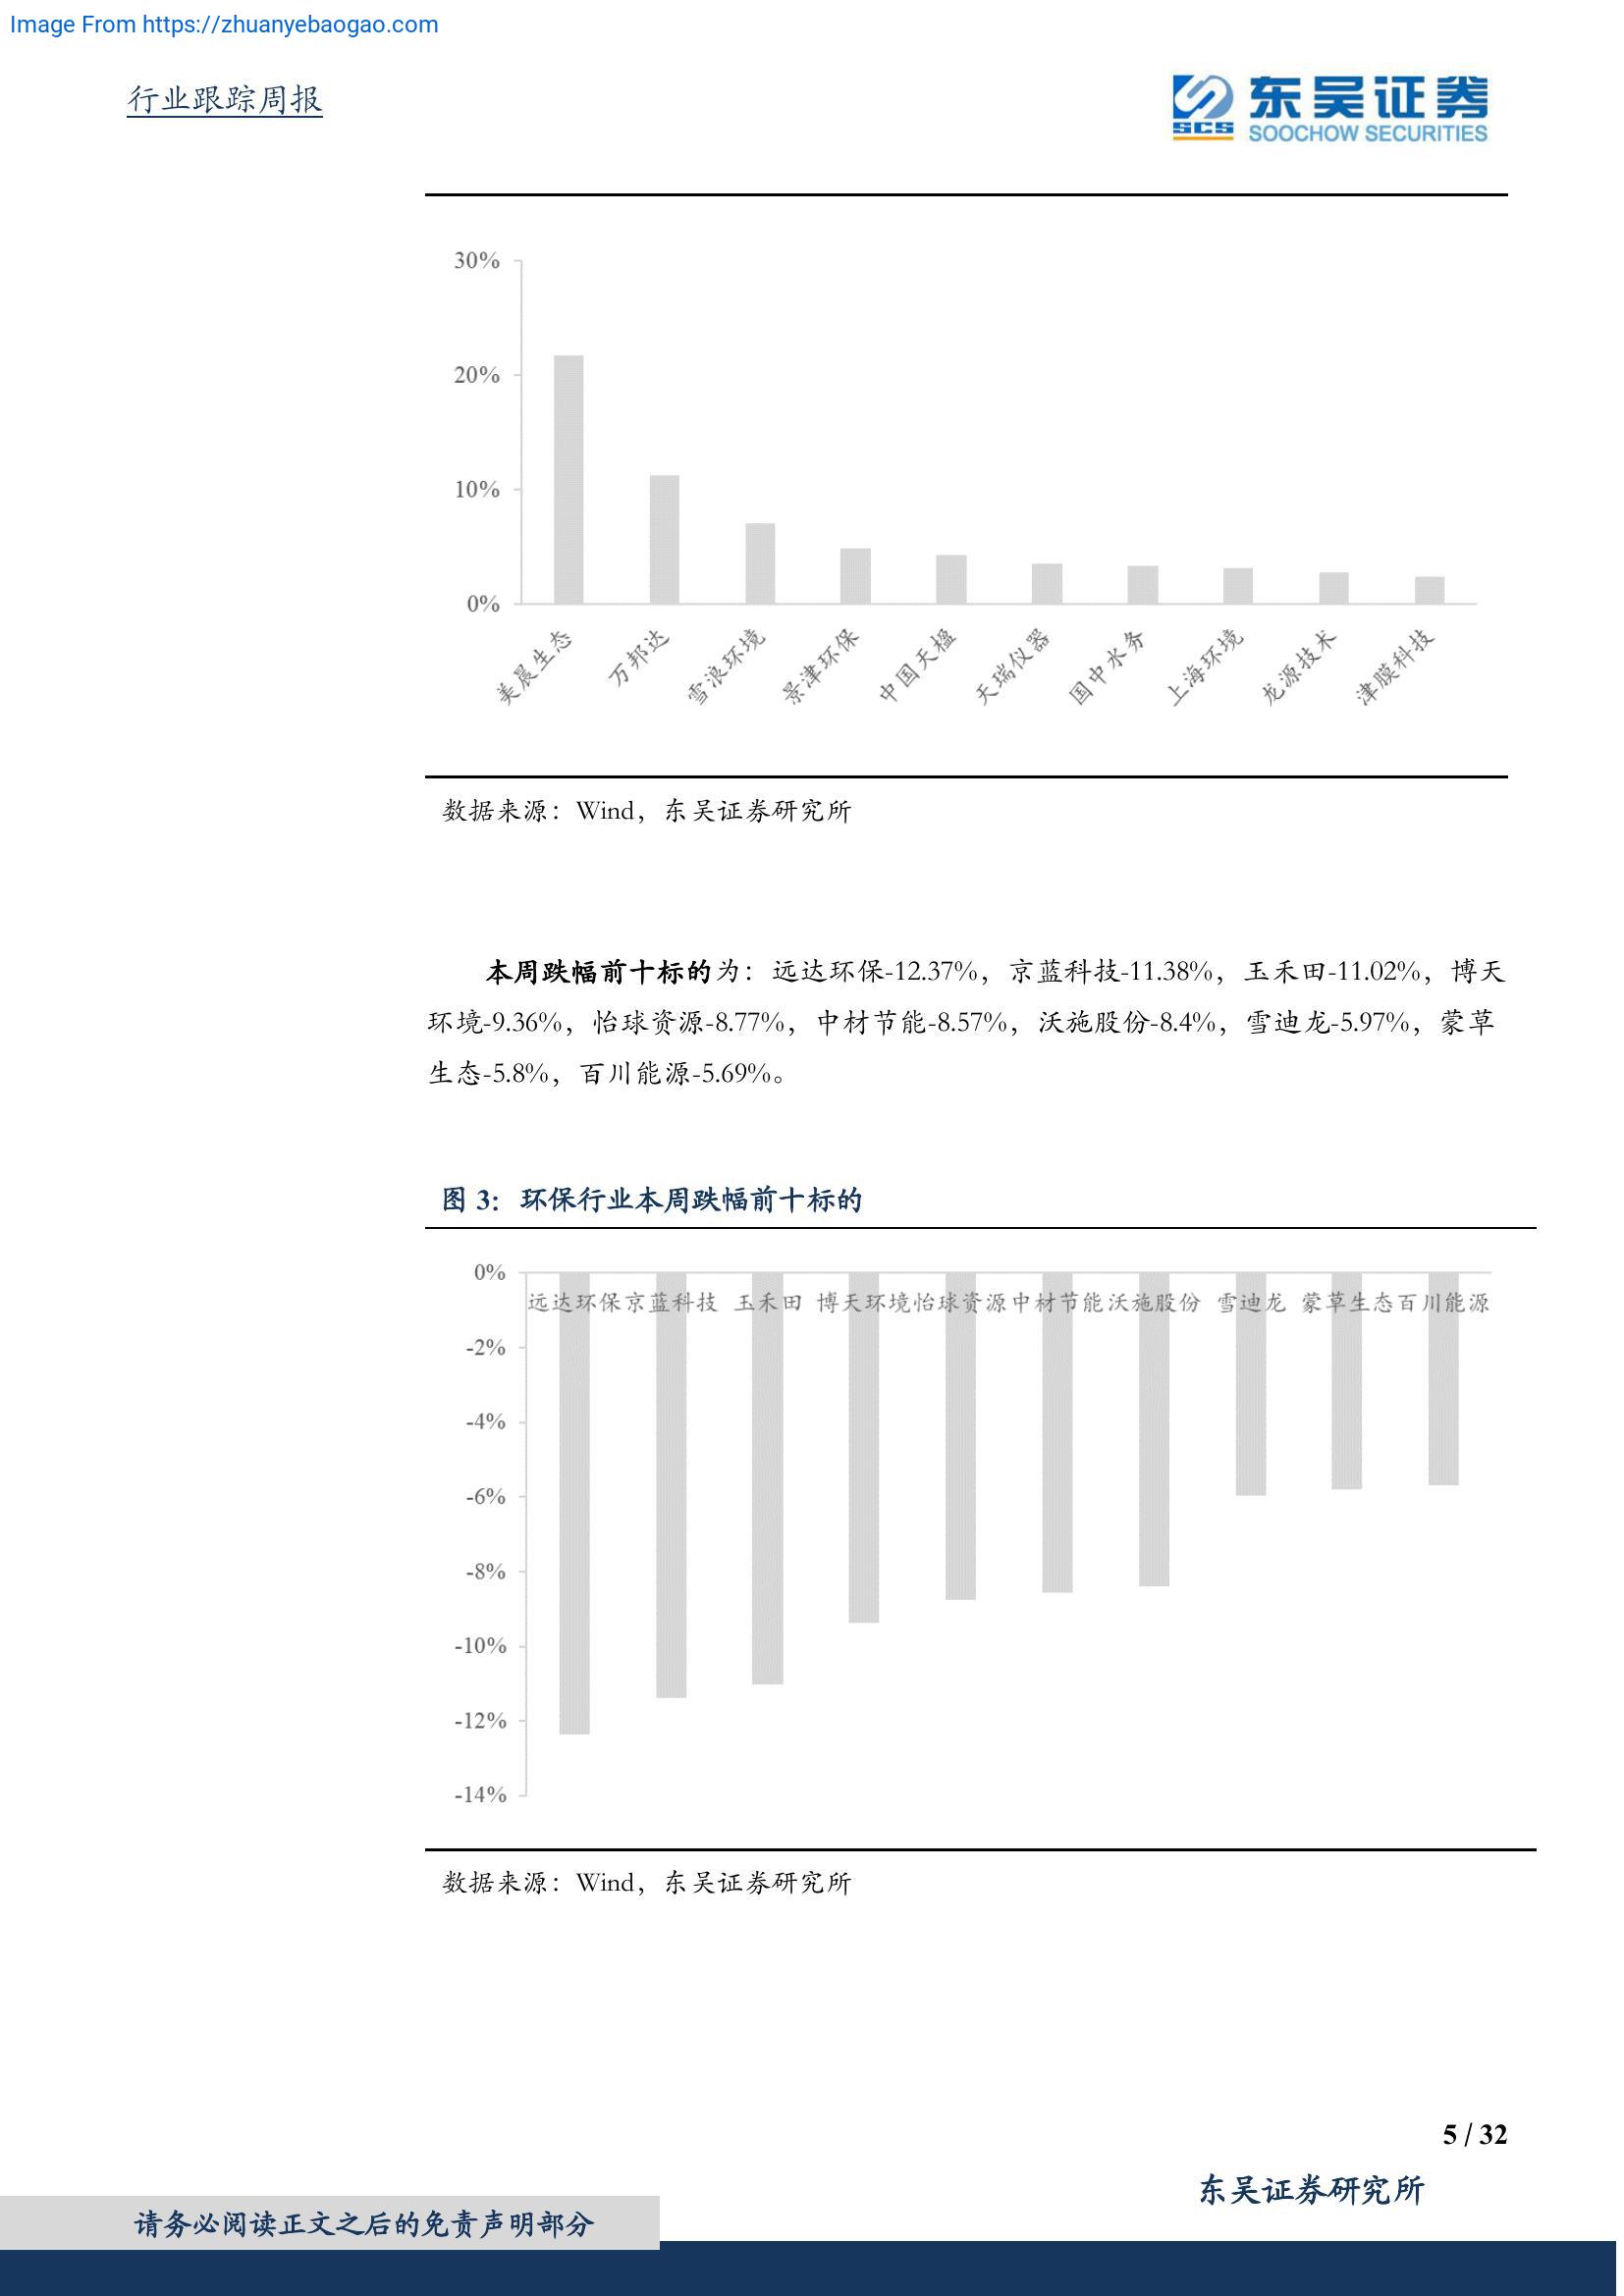 Image From https://zhuanyebaogao.com
行业跟踪周报
东吴证券
SCS
SOOCHOW SECURITIES
30%
20%
10%
0%
美晨生态
万邦达
雪浪环境
景津环保
中国天楹
天瑞仪器
国中水务
上海环境
龙源技术
津膜科技
数据来源：Wind，东吴证券研究所
本周跌幅前十标的为：远达环保-12.37%，京蓝科技-11.38%，玉禾田-11.02%，博天
环境-9.36%，怡球资源-8.77%，中材节能-8.57%，沃施股份-8.4%，雪迪龙-5.97%，蒙草
生态-5.8%，百川能源-5.69%。
图 3：环保行业本周跌幅前十标的
0%
远达环保 京蓝科技 玉禾田 博天环境 怡球资源 中材节能 沃施股份 雪迪龙 蒙草生态 百川能源
-2%
-4%
-6%
-8%
-10%
-12%
-14%
数据来源：Wind，东吴证券研究所
5 / 32
东吴证券研究所
请务必阅读正文之后的免责声明部分